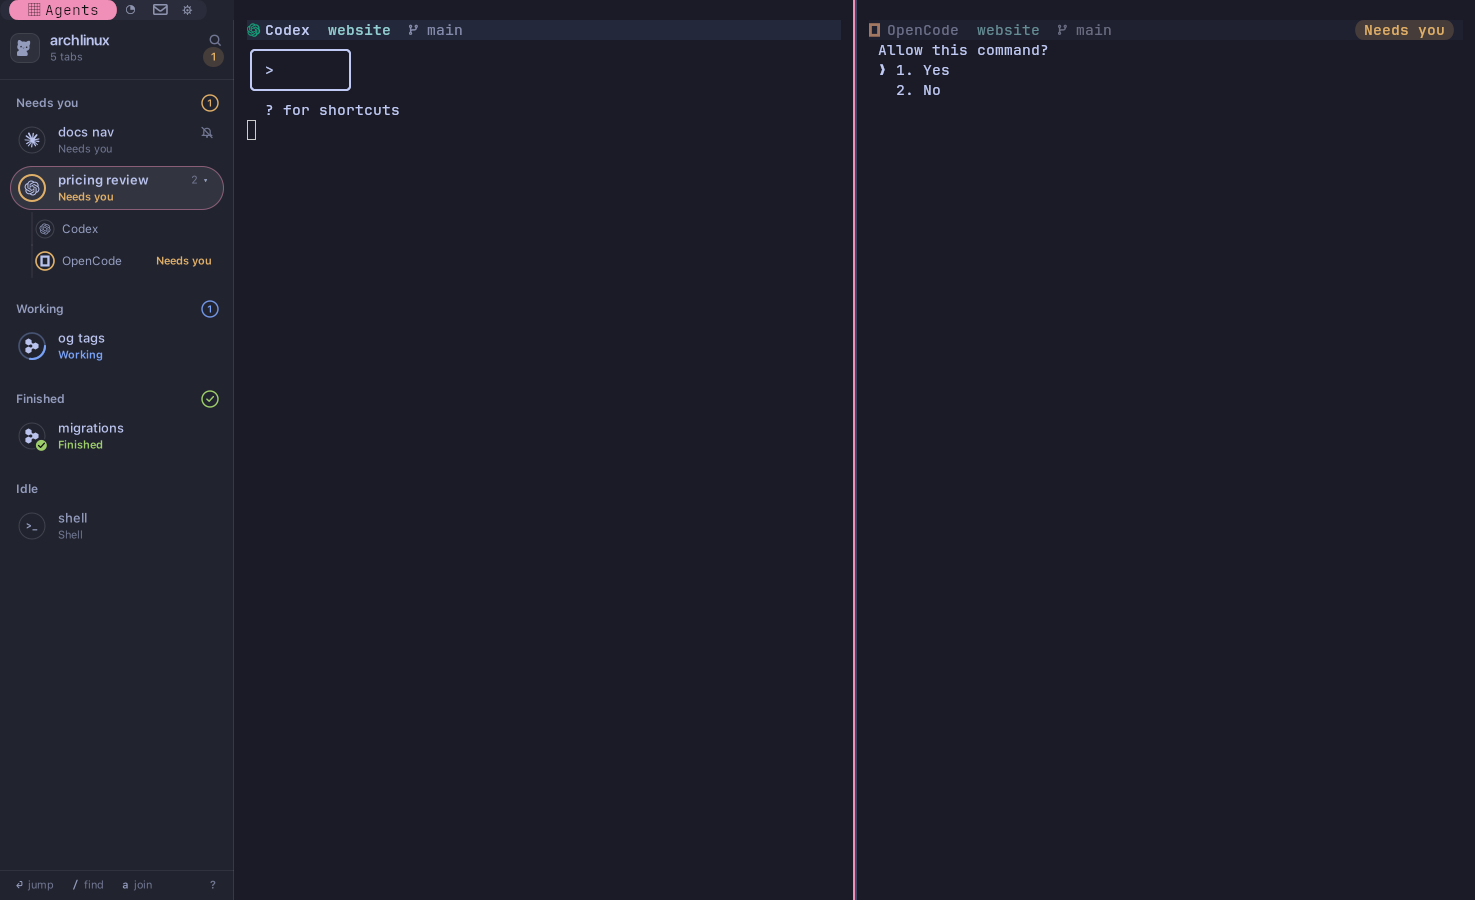 Agents
archlinux
5 tabs
1
Needs you 1
docs nav
Needs you
pricing review 2
Needs you
Codex
OpenCode Needs you
Working 1
og tags
Working
Finished
migrations
Finished
Idle
>_ shell
Shell
jump / find a join ?
Codex website main
>
? for shortcuts
OpenCode website main Needs you
Allow this command?
❯ 1. Yes
2. No